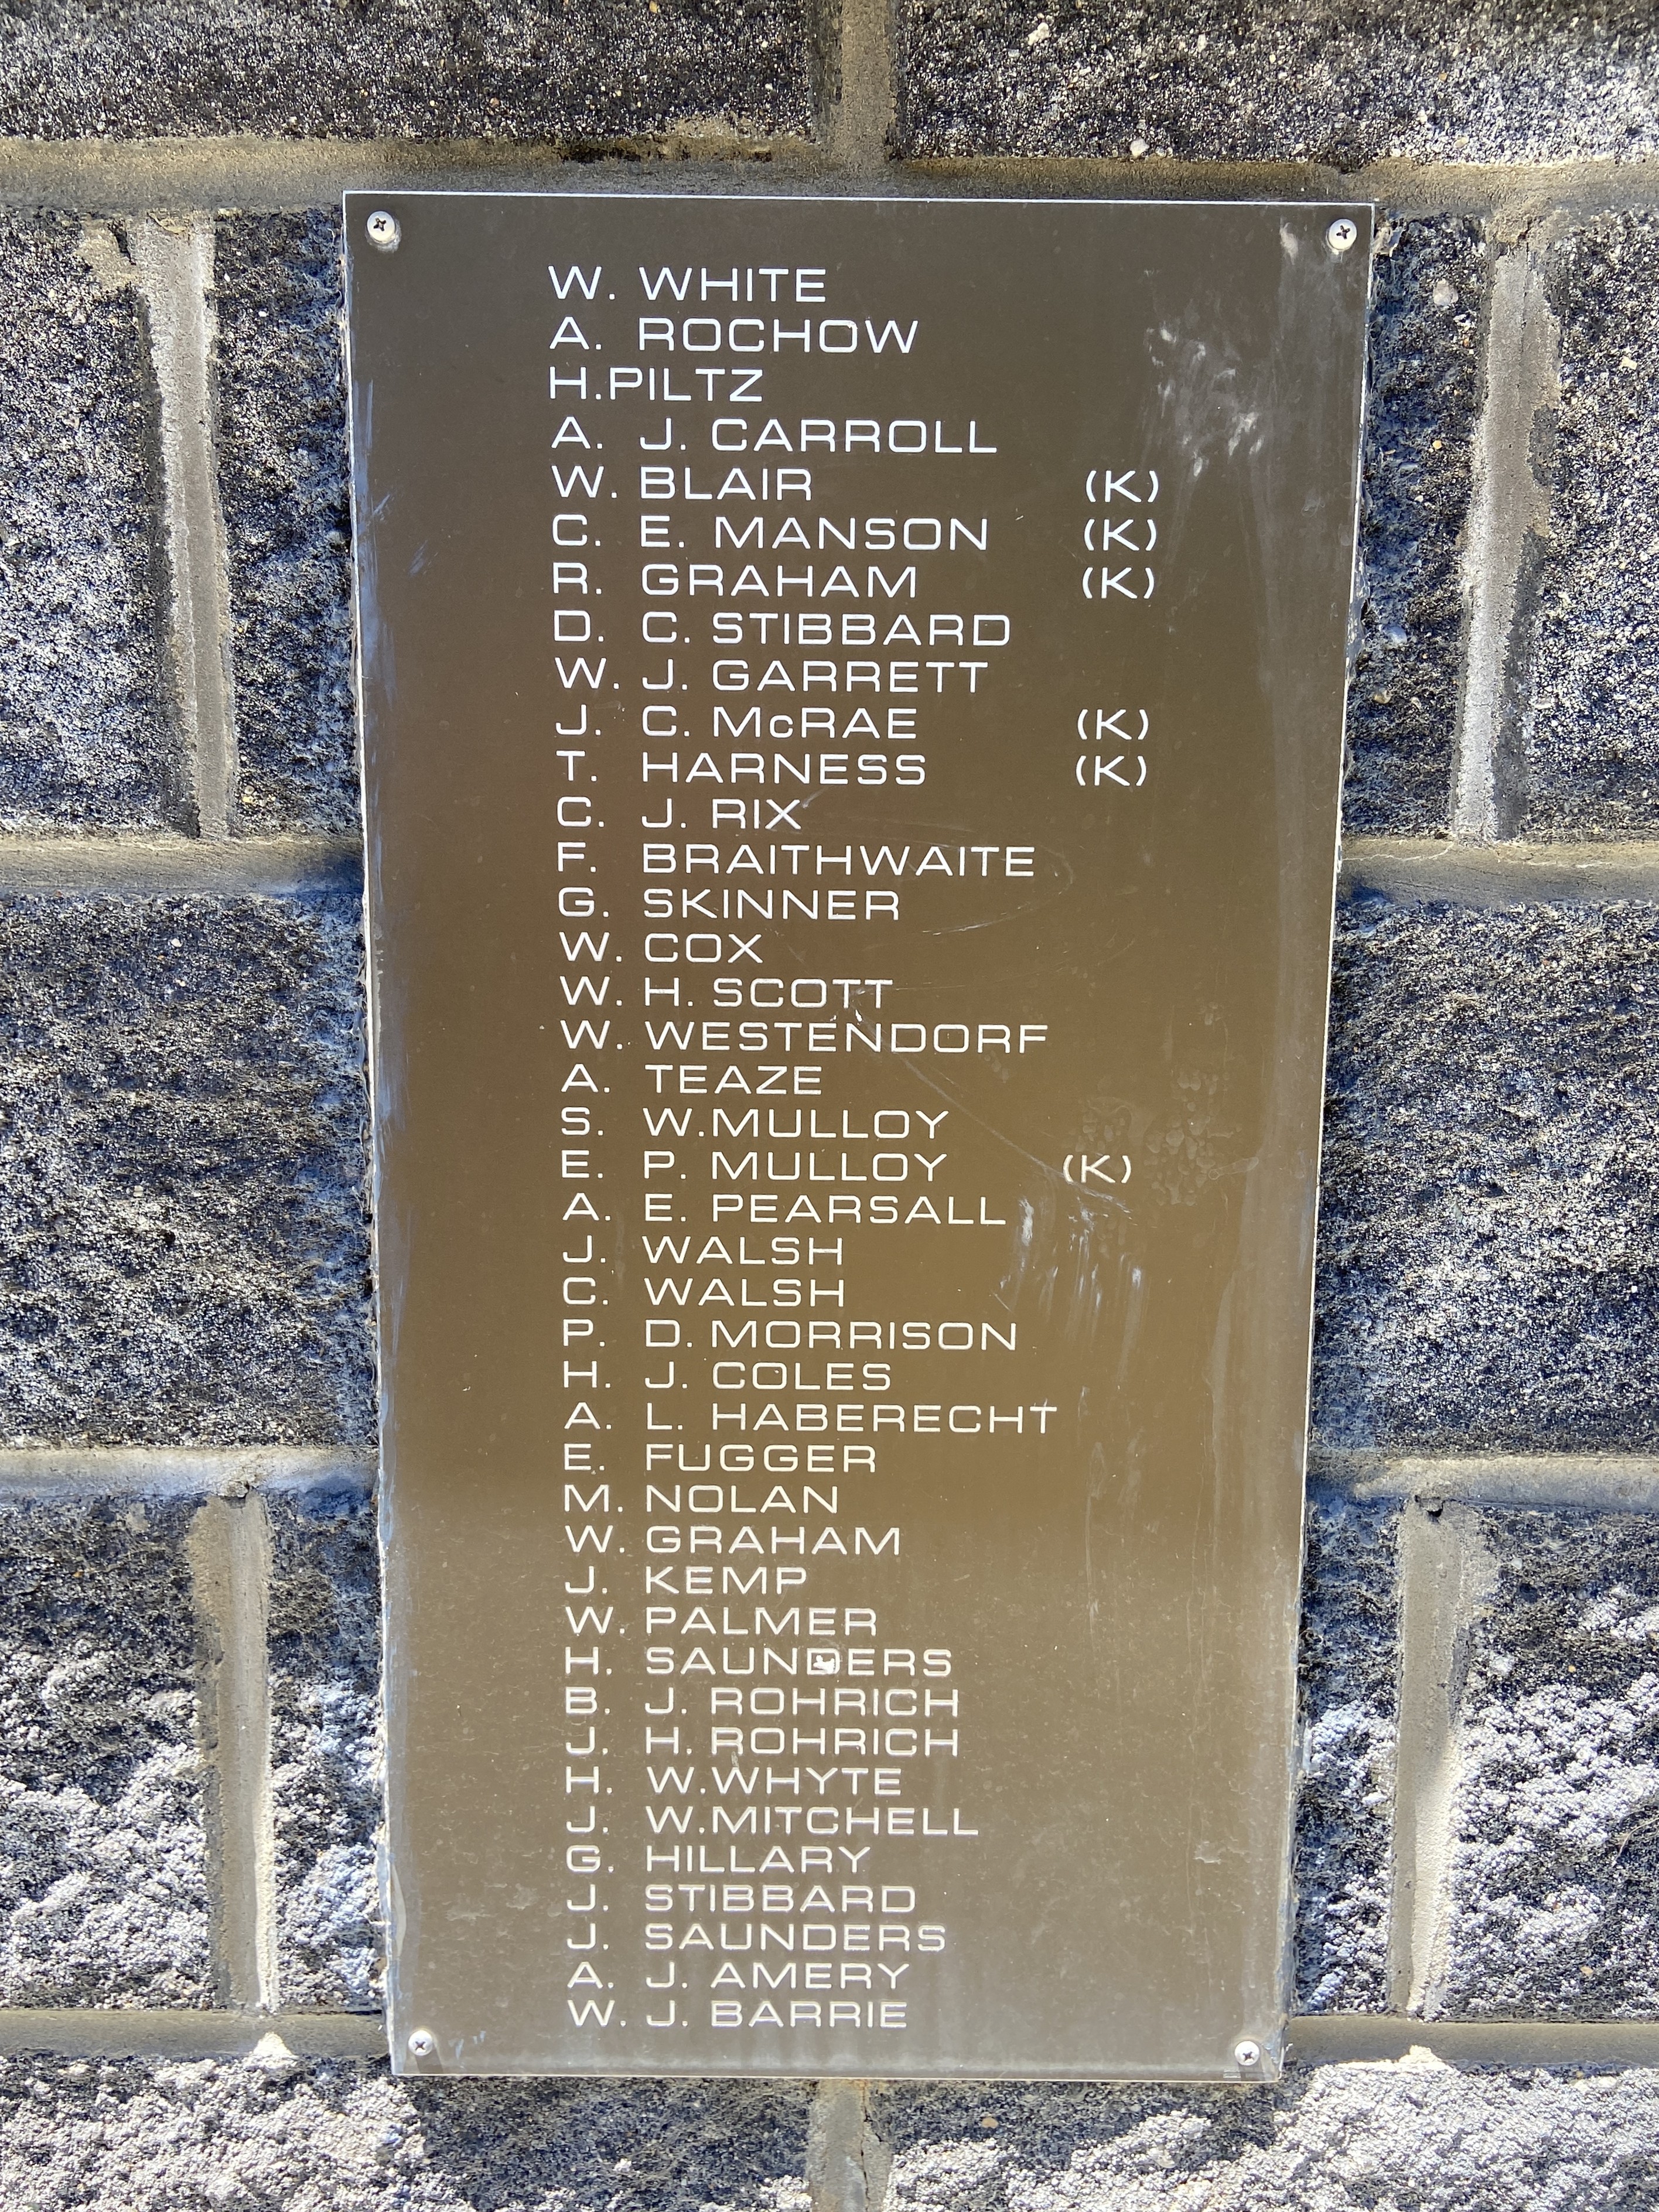 W. WHITE
A. ROCHOW
H.PILTZ
A. J. CARROLL
W. BLAIR (K)
C. E. MANSON (K)
R. GRAHAM (K)
D. C. STIBBARD
W. J. GARRETT
J. C. McRAE (K)
T. HARNESS (K)
C. J. RIX
F. BRAITHWAITE
G. SKINNER
W. COX
W. H. SCOTT
W. WESTENDORF
A. TEAZE
S. W.MULLOY
E. P. MULLOY (K)
A. E. PEARSALL
J. WALSH
C. WALSH
P. D. MORRISON
H. J. COLES
A. L. HABERECHT
E. FUGGER
M. NOLAN
W. GRAHAM
J. KEMP
W. PALMER
H. SAUNDERS
B. J. ROHRICH
J. H. ROHRICH
H. W.WHYTE
J. W.MITCHELL
G. HILLARY
J. STIBBARD
J. SAUNDERS
A. J. AMERY
W. J. BARRIE